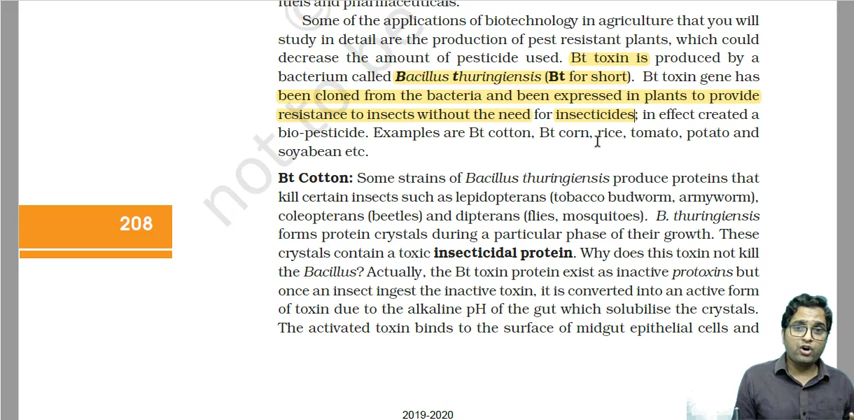 fuels and pharmaceuticals.
Some of the applications of biotechnology in agriculture that you will
study in detail are the production of pest resistant plants, which could
decrease the amount of pesticide used. Bt toxin is produced by a
bacterium called Bacillus thuringiensis (Bt for short). Bt toxin gene has
been cloned from the bacteria and been expressed in plants to provide
resistance to insects without the need for insecticides; in effect created a
bio-pesticide. Examples are Bt cotton, Bt corn, rice, tomato, potato and
soyabean etc.
Bt Cotton: Some strains of Bacillus thuringiensis produce proteins that
kill certain insects such as lepidopterans (tobacco budworm, armyworm),
coleopterans (beetles) and dipterans (flies, mosquitoes). B. thuringiensis
forms protein crystals during a particular phase of their growth. These
crystals contain a toxic insecticidal protein. Why does this toxin not kill
the Bacillus? Actually, the Bt toxin protein exist as inactive protoxins but
once an insect ingest the inactive toxin, it is converted into an active form
of toxin due to the alkaline pH of the gut which solubilise the crystals.
The activated toxin binds to the surface of midgut epithelial cells and
208
not to be
©
2019-2020